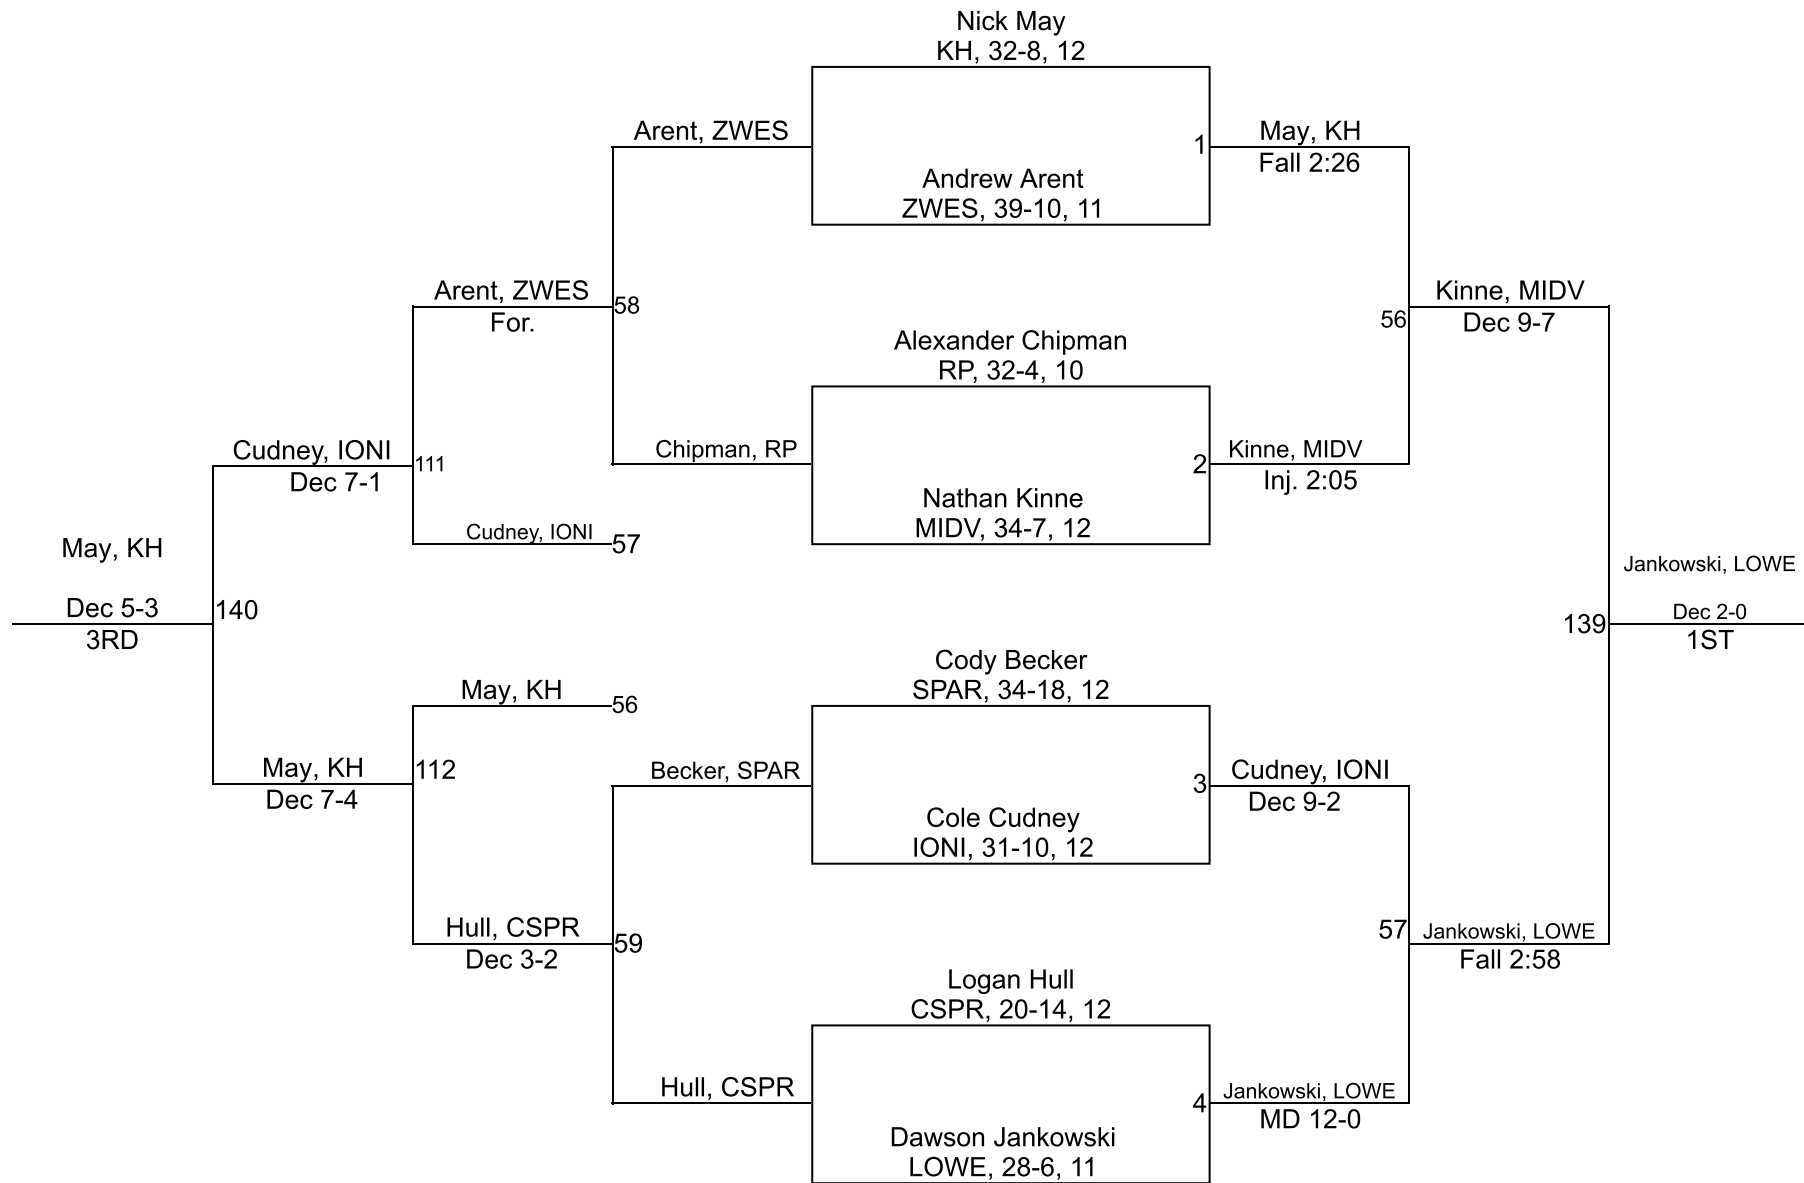 Nick May
KH, 32-8, 12
Arent, ZWES
1
May, KH
Fall 2:26
Andrew Arent
ZWES, 39-10, 11
Arent, ZWES
For.
58
56
Kinne, MIDV
Dec 9-7
Alexander Chipman
RP, 32-4, 10
Cudney, IONI
Dec 7-1
111
Chipman, RP
2
Kinne, MIDV
Inj. 2:05
Nathan Kinne
MIDV, 34-7, 12
Cudney, IONI
57
May, KH
Dec 5-3
3RD
140
Jankowski, LOWE
139
Dec 2-0
1ST
Cody Becker
SPAR, 34-18, 12
May, KH
56
May, KH
Dec 7-4
112
Becker, SPAR
3
Cudney, IONI
Dec 9-2
Cole Cudney
IONI, 31-10, 12
Hull, CSPR
Dec 3-2
59
57
Jankowski, LOWE
Fall 2:58
Logan Hull
CSPR, 20-14, 12
Hull, CSPR
4
Jankowski, LOWE
MD 12-0
Dawson Jankowski
LOWE, 28-6, 11